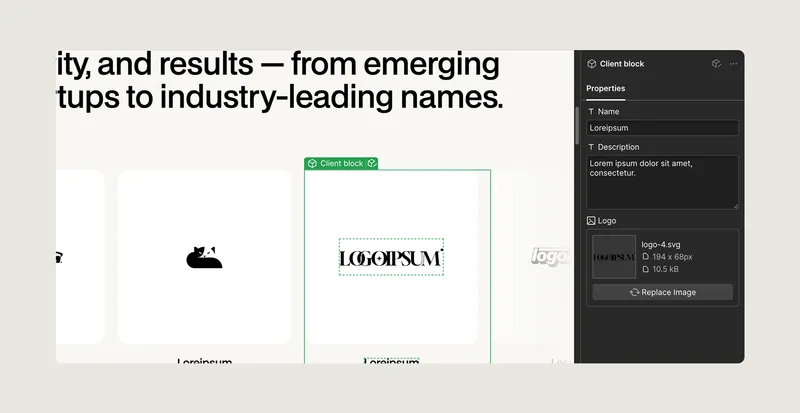 ity, and results — from emerging
tups to industry-leading names.
Client block
LOGOIPSUM
logo
Loreipsum
Loreipsum
Lo
Client block
Properties
Name
Loreipsum
Description
Lorem ipsum dolor sit amet,
consectetur.
Logo
LOGOIPSUM
logo-4.svg
194 x 68px
10.5 kB
Replace Image